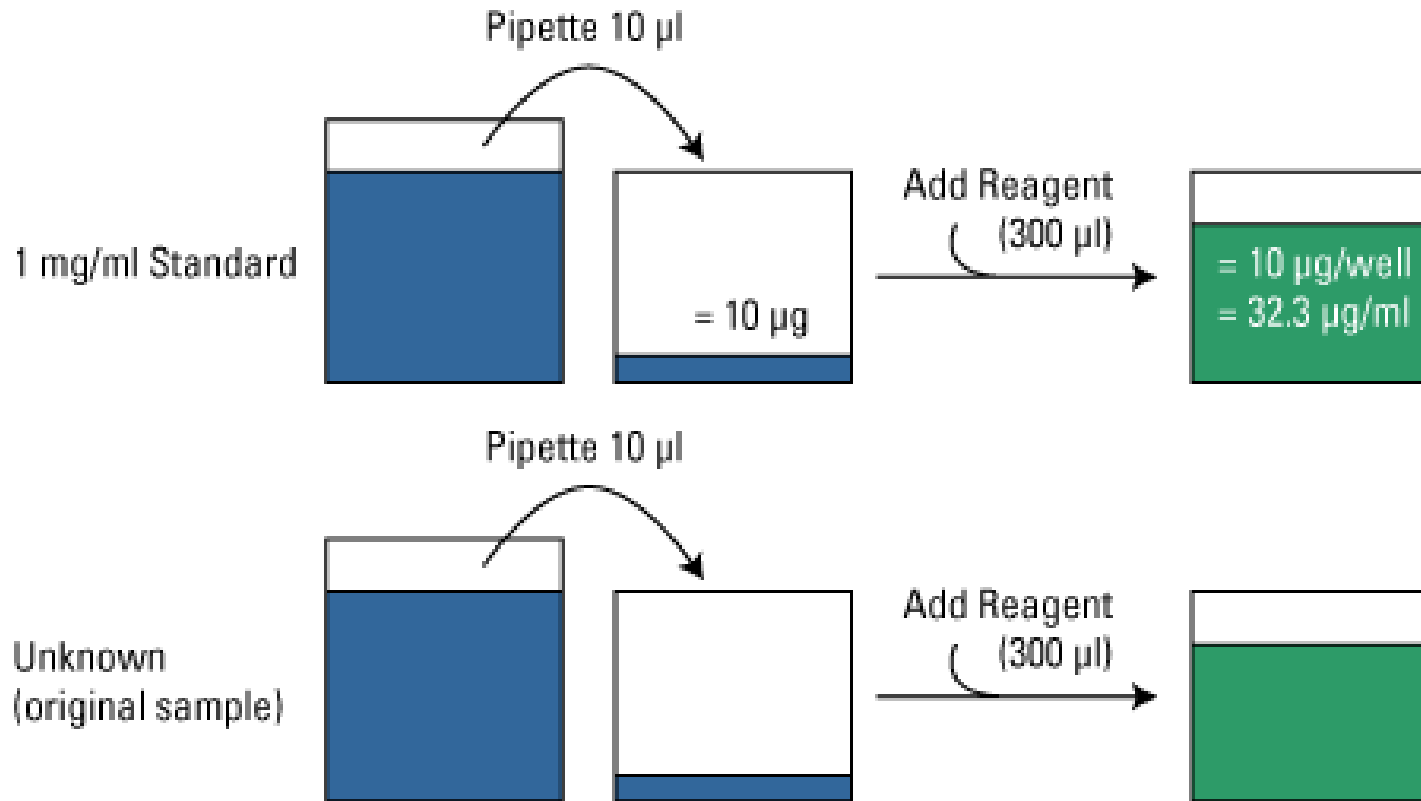 Pipette 10 µl
1 mg/ml Standard
= 10 µg
Add Reagent
(300 µl)
= 10 µg/well
= 32.3 µg/ml
Pipette 10 µl
Unknown
(original sample)
Add Reagent
(300 µl)